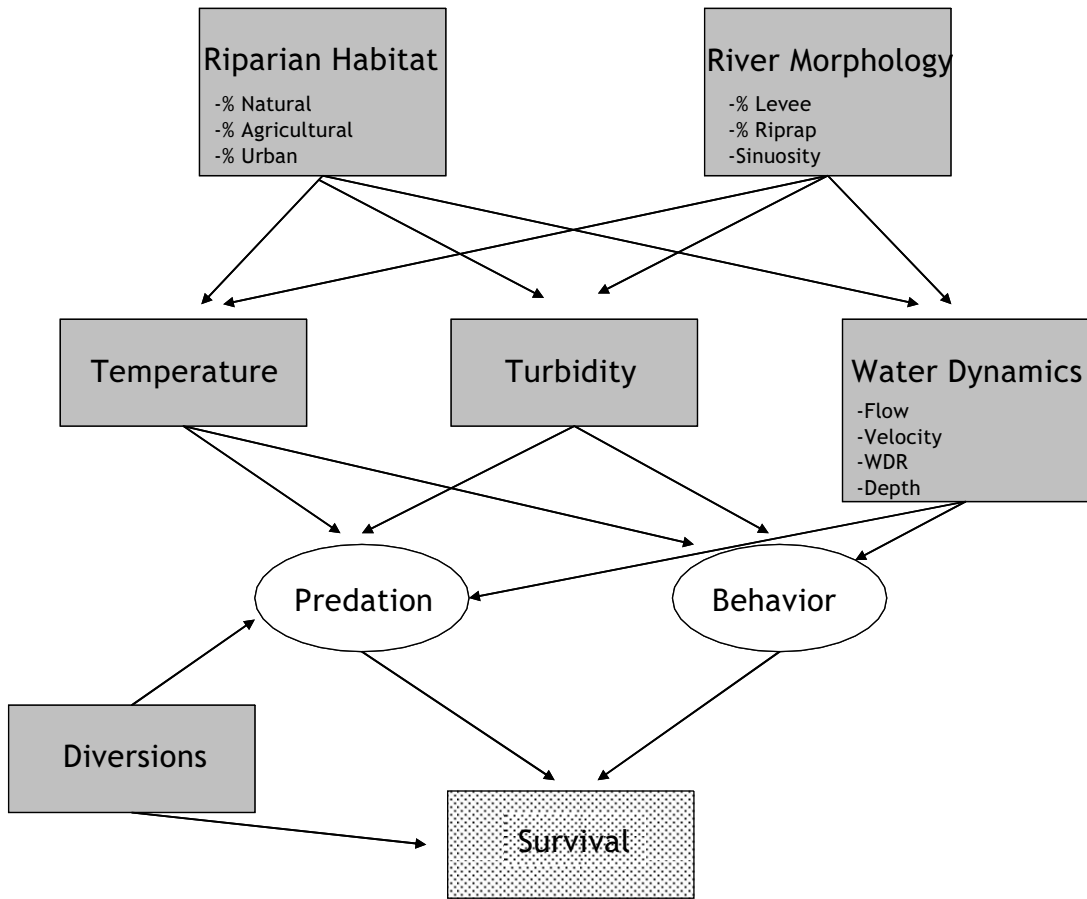 Riparian Habitat
-% Natural
-% Agricultural
-% Urban
River Morphology
-% Levee
-% Riprap
-Sinuosity
Temperature
Turbidity
Water Dynamics
-Flow
-Velocity
-WDR
-Depth
Predation
Behavior
Diversions
Survival